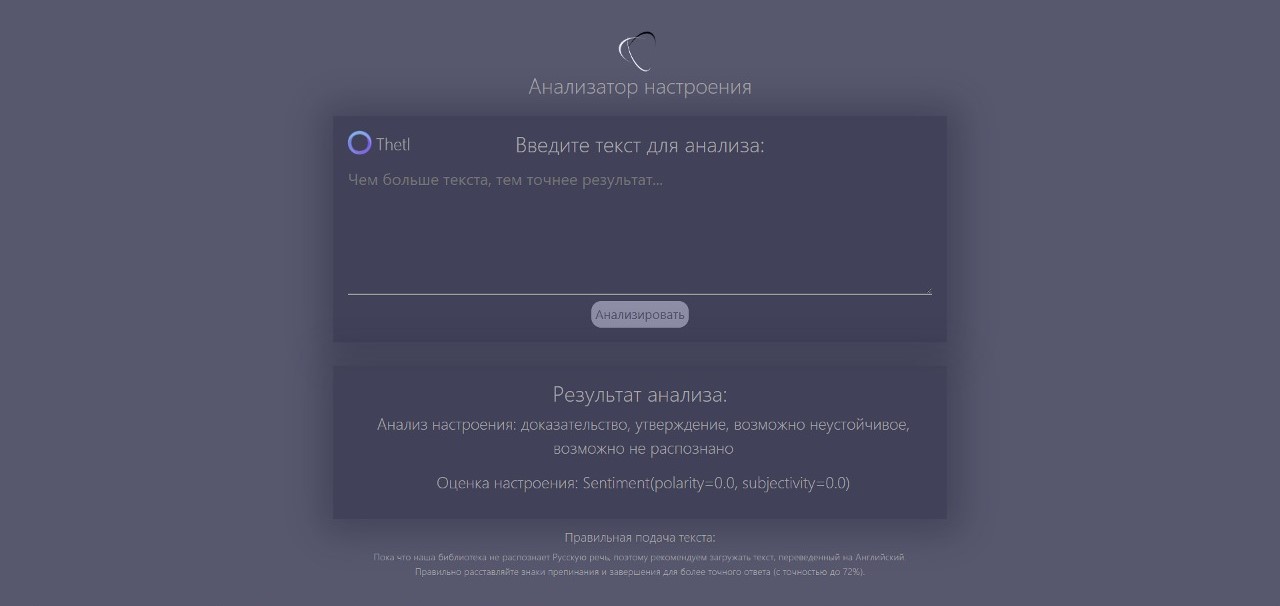 Анализатор настроения
Thetl
Введите текст для анализа:
Чем больше текста, тем точнее результат...
Анализировать
Результат анализа:
Анализ настроения: доказательство, утверждение, возможно неустойчивое,
возможно не распознано
Оценка настроения: Sentiment(polarity=0.0, subjectivity=0.0)
Правильная подача текста:
Пока что наша библиотека не распознает Русскую речь, поэтому рекомендуем загружать текст, переведенный на Английский.
Правильно расставляйте знаки препинания и завершения для более точного ответа (с точностью до 72%).